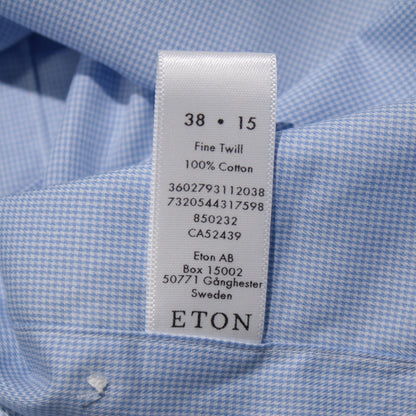 38 • 15
Fine Twill
100% Cotton
3602793112038
7320544317598
850232
CA52439
Eton AB
Box 15002
50771 Gånghester
Sweden
ETON